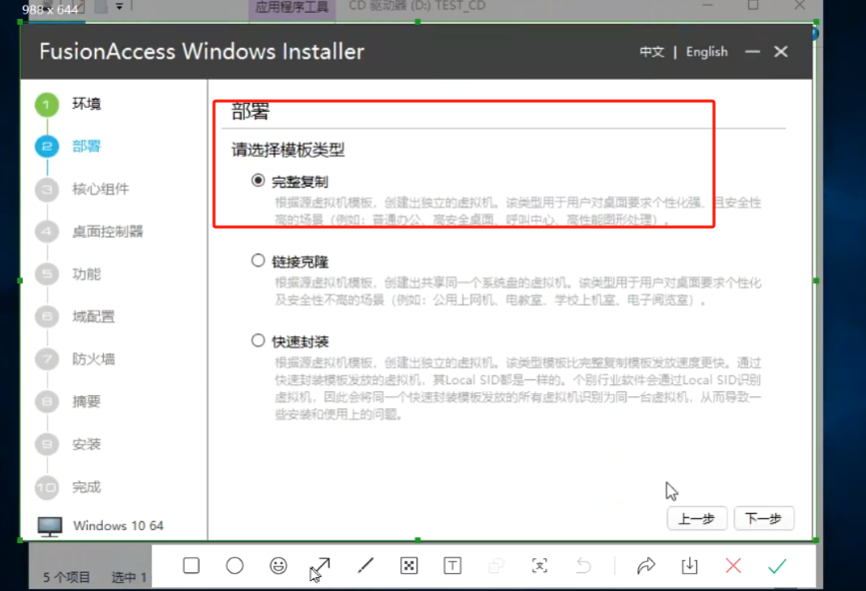 988 x 644
应用程序工具
CD 驱动器 (D:) TEST_CD
FusionAccess Windows Installer
中文 | English
1 环境
2 部署
3 核心组件
4 桌面控制器
5 功能
6 域配置
7 防火墙
8 摘要
9 安装
10 完成
Windows 10 64
部署
请选择模板类型
完整复制
根据源虚拟机模板，创建出独立的虚拟机。该类型用于用户对桌面要求个性化强、且安全性
高的场景（例如：普通办公、高安全桌面、呼叫中心、高性能图形处理）。
链接克隆
根据源虚拟机模板，创建出共享同一个系统盘的虚拟机。该类型用于用户对桌面要求个性化
及安全性不高的场景（例如：公用上网机、电教室、学校上机室、电子阅览室）。
快速封装
根据源虚拟机模板，创建出独立的虚拟机。该类型模板比完整复制模板发放速度更快。通过
快速封装模板发放的虚拟机，其Local SID都是一样的。个别行业软件会通过Local SID识别
虚拟机，因此会将同一个快速封装模板发放的所有虚拟机识别为同一台虚拟机，从而导致一
些安装和使用上的问题。
上一步
下一步
5 个项目
选中 1